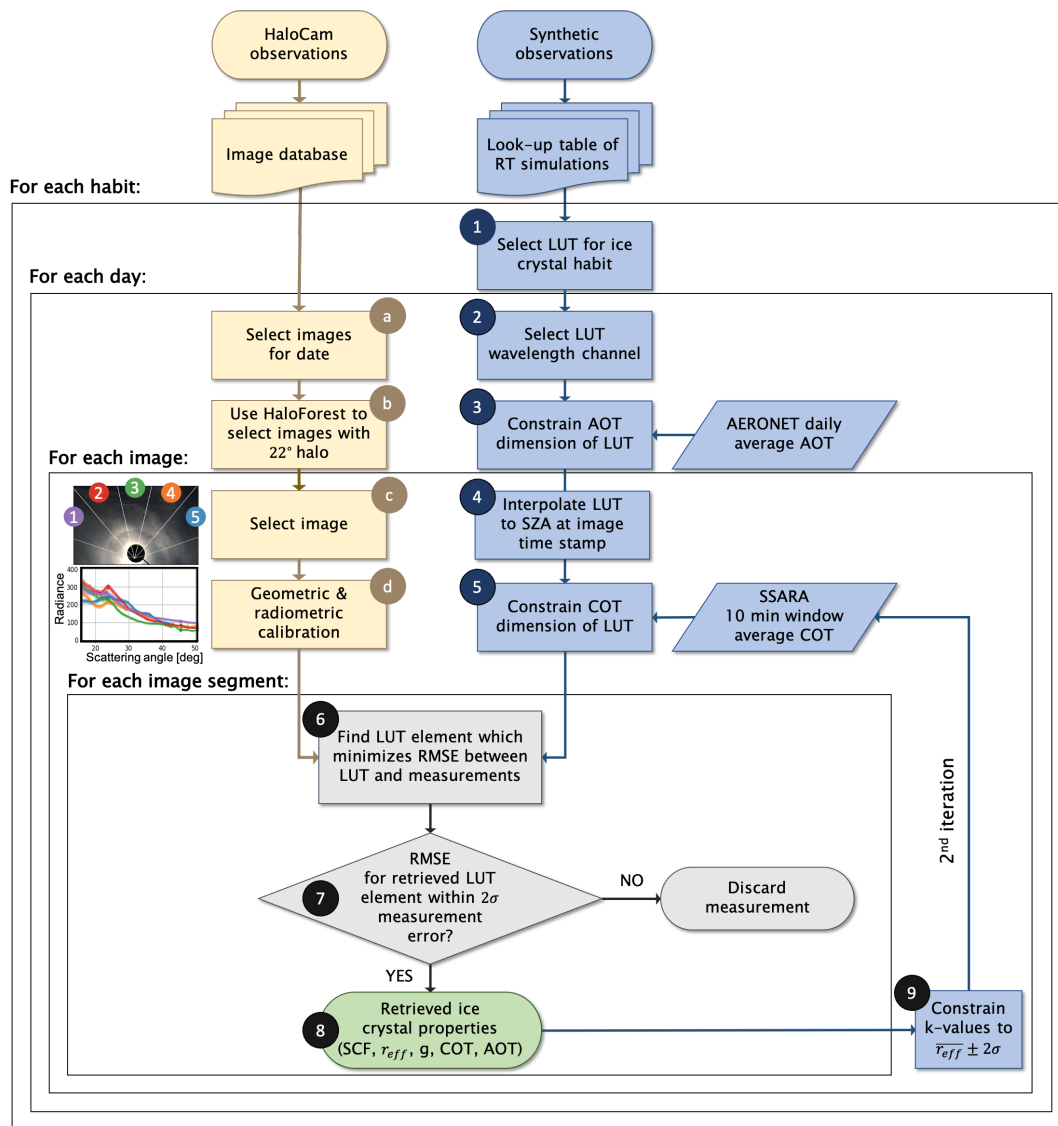 HaloCam
observations
Synthetic
observations
Image database
Look-up table of
RT simulations
For each habit:
1
Select LUT for ice
crystal habit
For each day:
a
Select images
for date
2
Select LUT
wavelength channel
b
Use HaloForest to
select images with
22° halo
3
Constrain AOT
dimension of LUT
AERONET daily
average AOT
For each image:
1
2
3
4
5
c
Select image
4
Interpolate LUT
to SZA at image
time stamp
Radiance
400
300
200
100
0
20
30
40
50
Scattering angle [deg]
d
Geometric &
radiometric
calibration
5
Constrain COT
dimension of LUT
SSARA
10 min window
average COT
For each image segment:
6
Find LUT element which
minimizes RMSE between
LUT and measurements
2nd iteration
7
RMSE
for retrieved LUT
element within 2σ
measurement
error?
NO
Discard
measurement
YES
8
Retrieved ice
crystal properties
(SCF, r_eff, g, COT, AOT)
9
Constrain
k-values to
r̅_eff ± 2σ